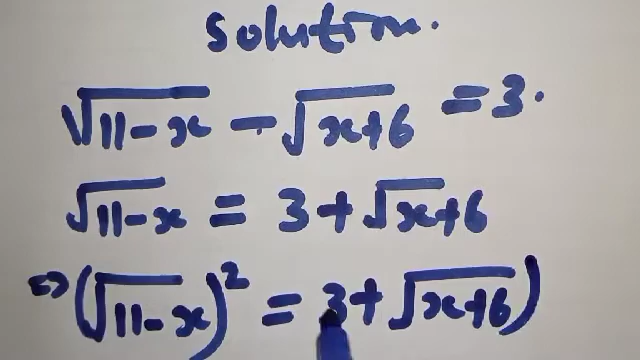 Solution.
√11-x - √x+6 = 3.
√11-x = 3+√x+6
⇒ (√11-x)² = 3+√x+6)